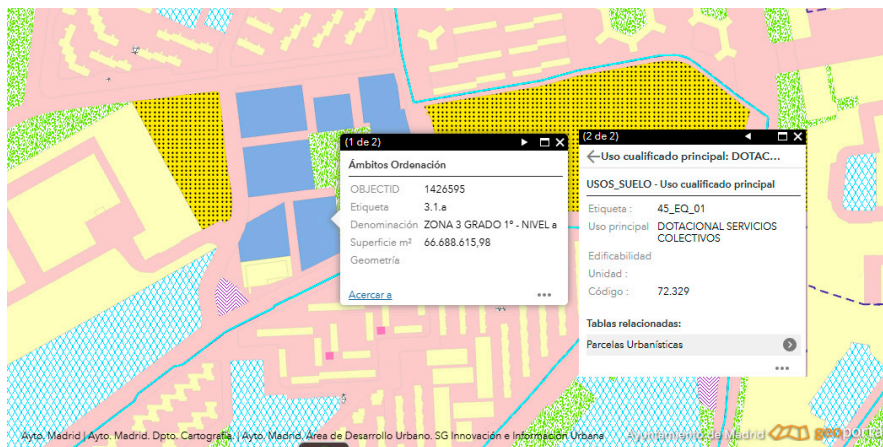 (1 de 2)
Ámbitos Ordenación
OBJECTID 1426595
Etiqueta 3.1.a
Denominación ZONA 3 GRADO 1º - NIVEL a
Superficie m² 66.688.615,98
Geometría
Acercar a
(2 de 2)
Uso cualificado principal: DOTAC...
USOS_SUELO - Uso cualificado principal
Etiqueta : 45_EQ_01
Uso principal DOTACIONAL SERVICIOS
COLECTIVOS
Edificabilidad
Unidad :
Código : 72.329
Tablas relacionadas:
Parcelas Urbanísticas
Ayto. Madrid | Ayto. Madrid. Dpto. Cartografía. | Ayto. Madrid. Área de Desarrollo Urbano. SG Innovación e Información Urbana
Ayuntamiento de Madrid geoporta